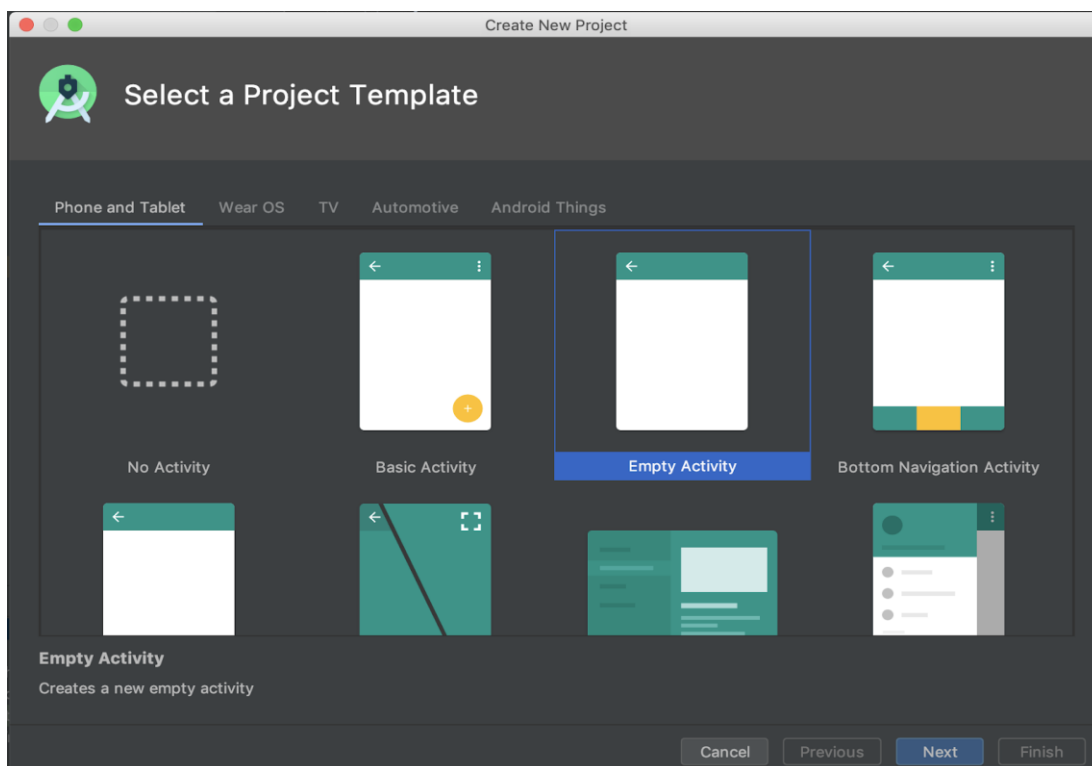 Create New Project
Select a Project Template
Phone and Tablet Wear OS TV Automotive Android Things
No Activity Basic Activity Empty Activity Bottom Navigation Activity
Empty Activity
Creates a new empty activity
Cancel Previous Next Finish